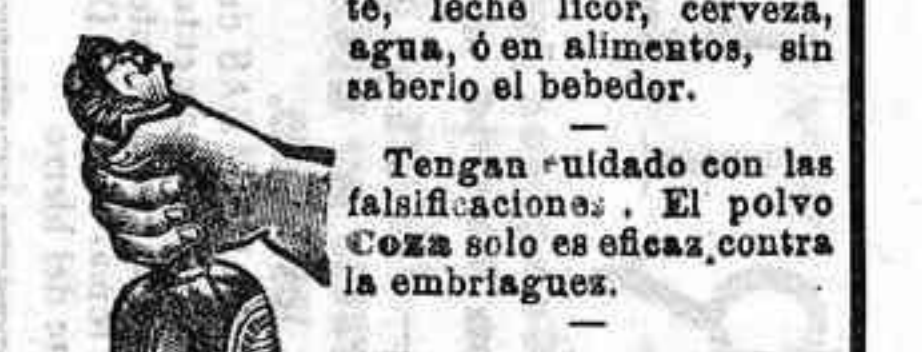 te, leche licor, cerveza,
agua, ó en alimentos, sin
saberlo el bebedor.
Tengan cuidado con las
falsificaciones. El polvo
Coza solo es eficaz contra
la embriaguez.